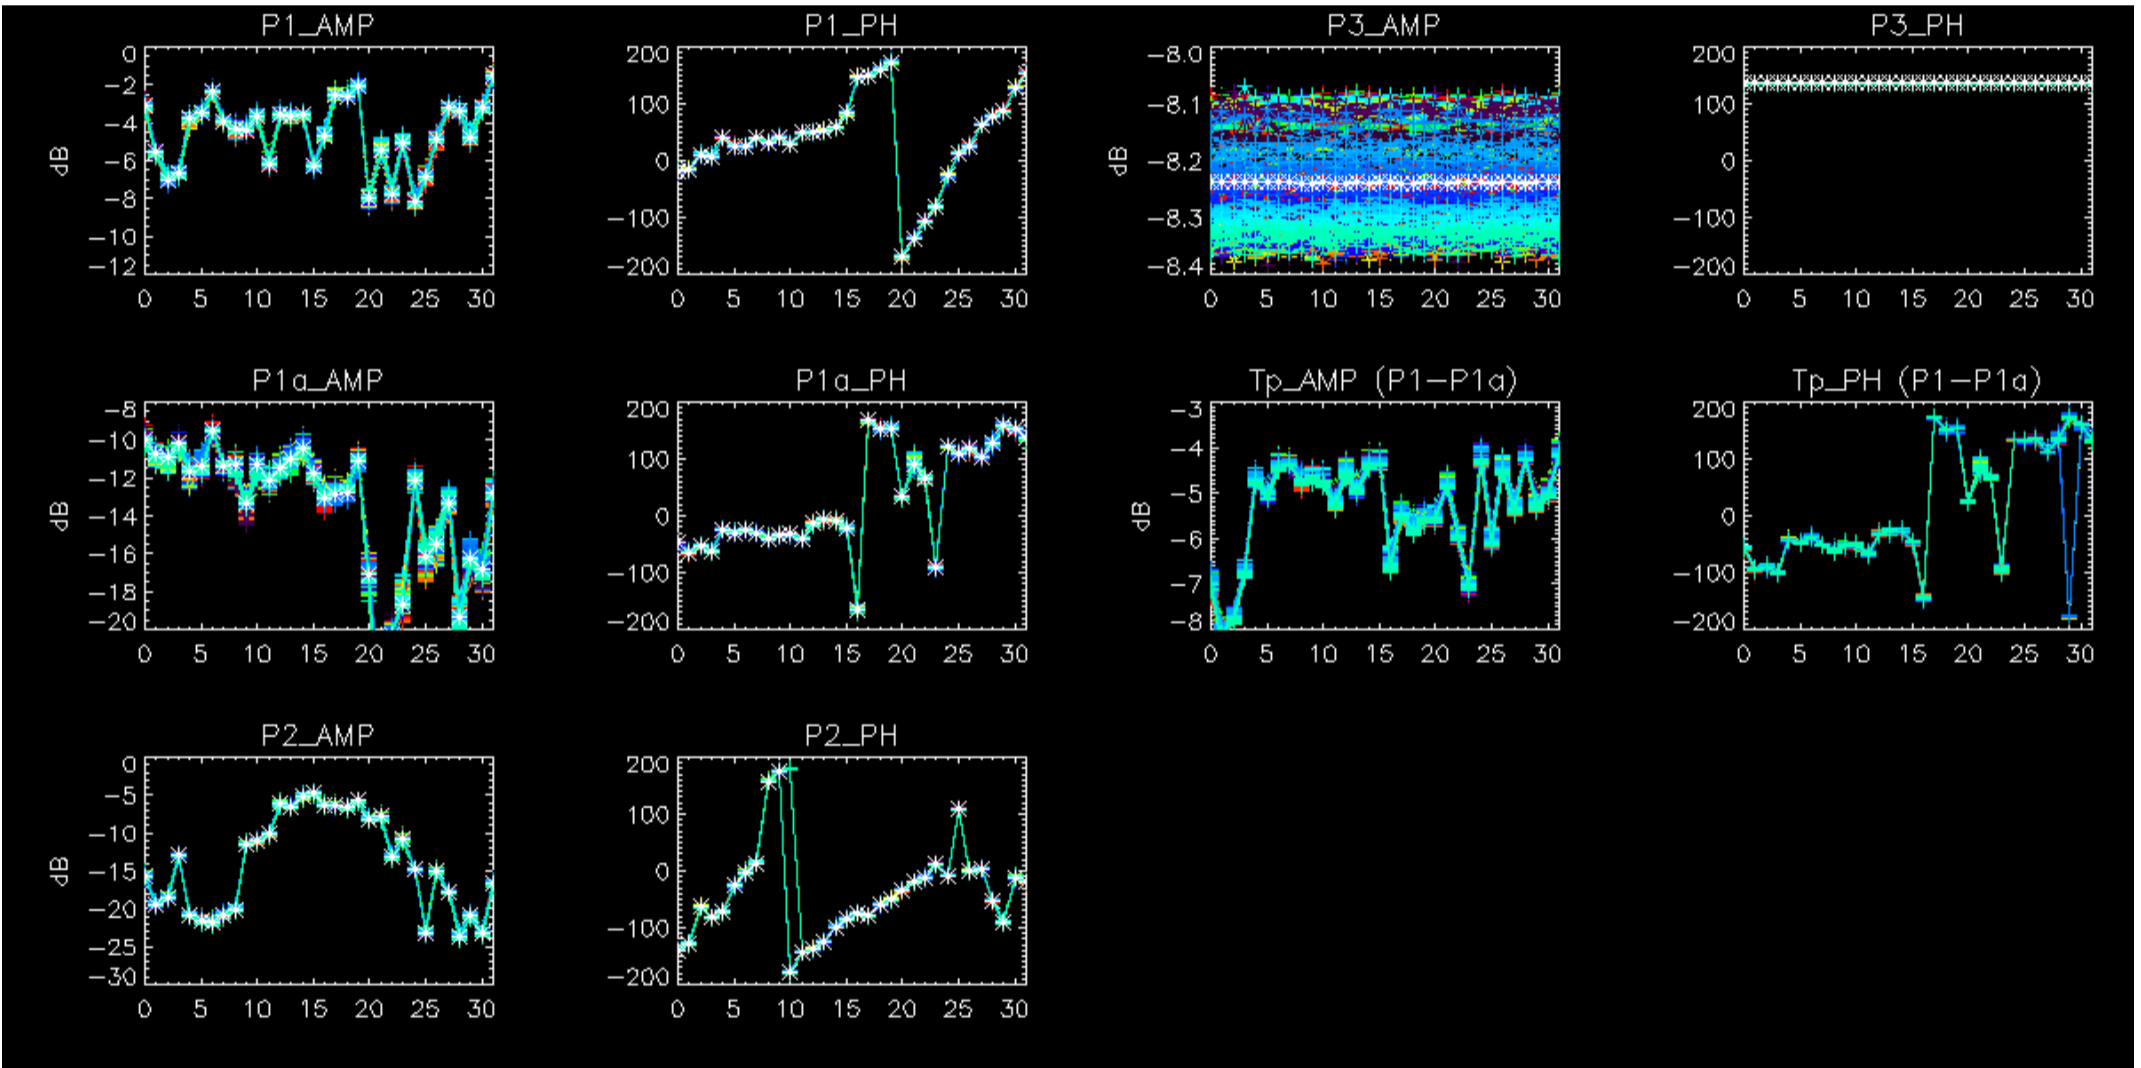 P1_AMP
0
−2
−4
−6
−8
−10
−12
dB
0 5 10 15 20 25 30
P1_PH
200
100
0
−100
−200
0 5 10 15 20 25 30
P3_AMP
−8.0
−8.1
−8.2
−8.3
−8.4
dB
0 5 10 15 20 25 30
P3_PH
200
100
0
−100
−200
0 5 10 15 20 25 30
P1a_AMP
−8
−10
−12
−14
−16
−18
−20
dB
0 5 10 15 20 25 30
P1a_PH
200
100
0
−100
−200
0 5 10 15 20 25 30
Tp_AMP (P1−P1a)
−3
−4
−5
−6
−7
−8
dB
0 5 10 15 20 25 30
Tp_PH (P1−P1a)
200
100
0
−100
−200
0 5 10 15 20 25 30
P2_AMP
0
−5
−10
−15
−20
−25
−30
dB
0 5 10 15 20 25 30
P2_PH
200
100
0
−100
−200
0 5 10 15 20 25 30